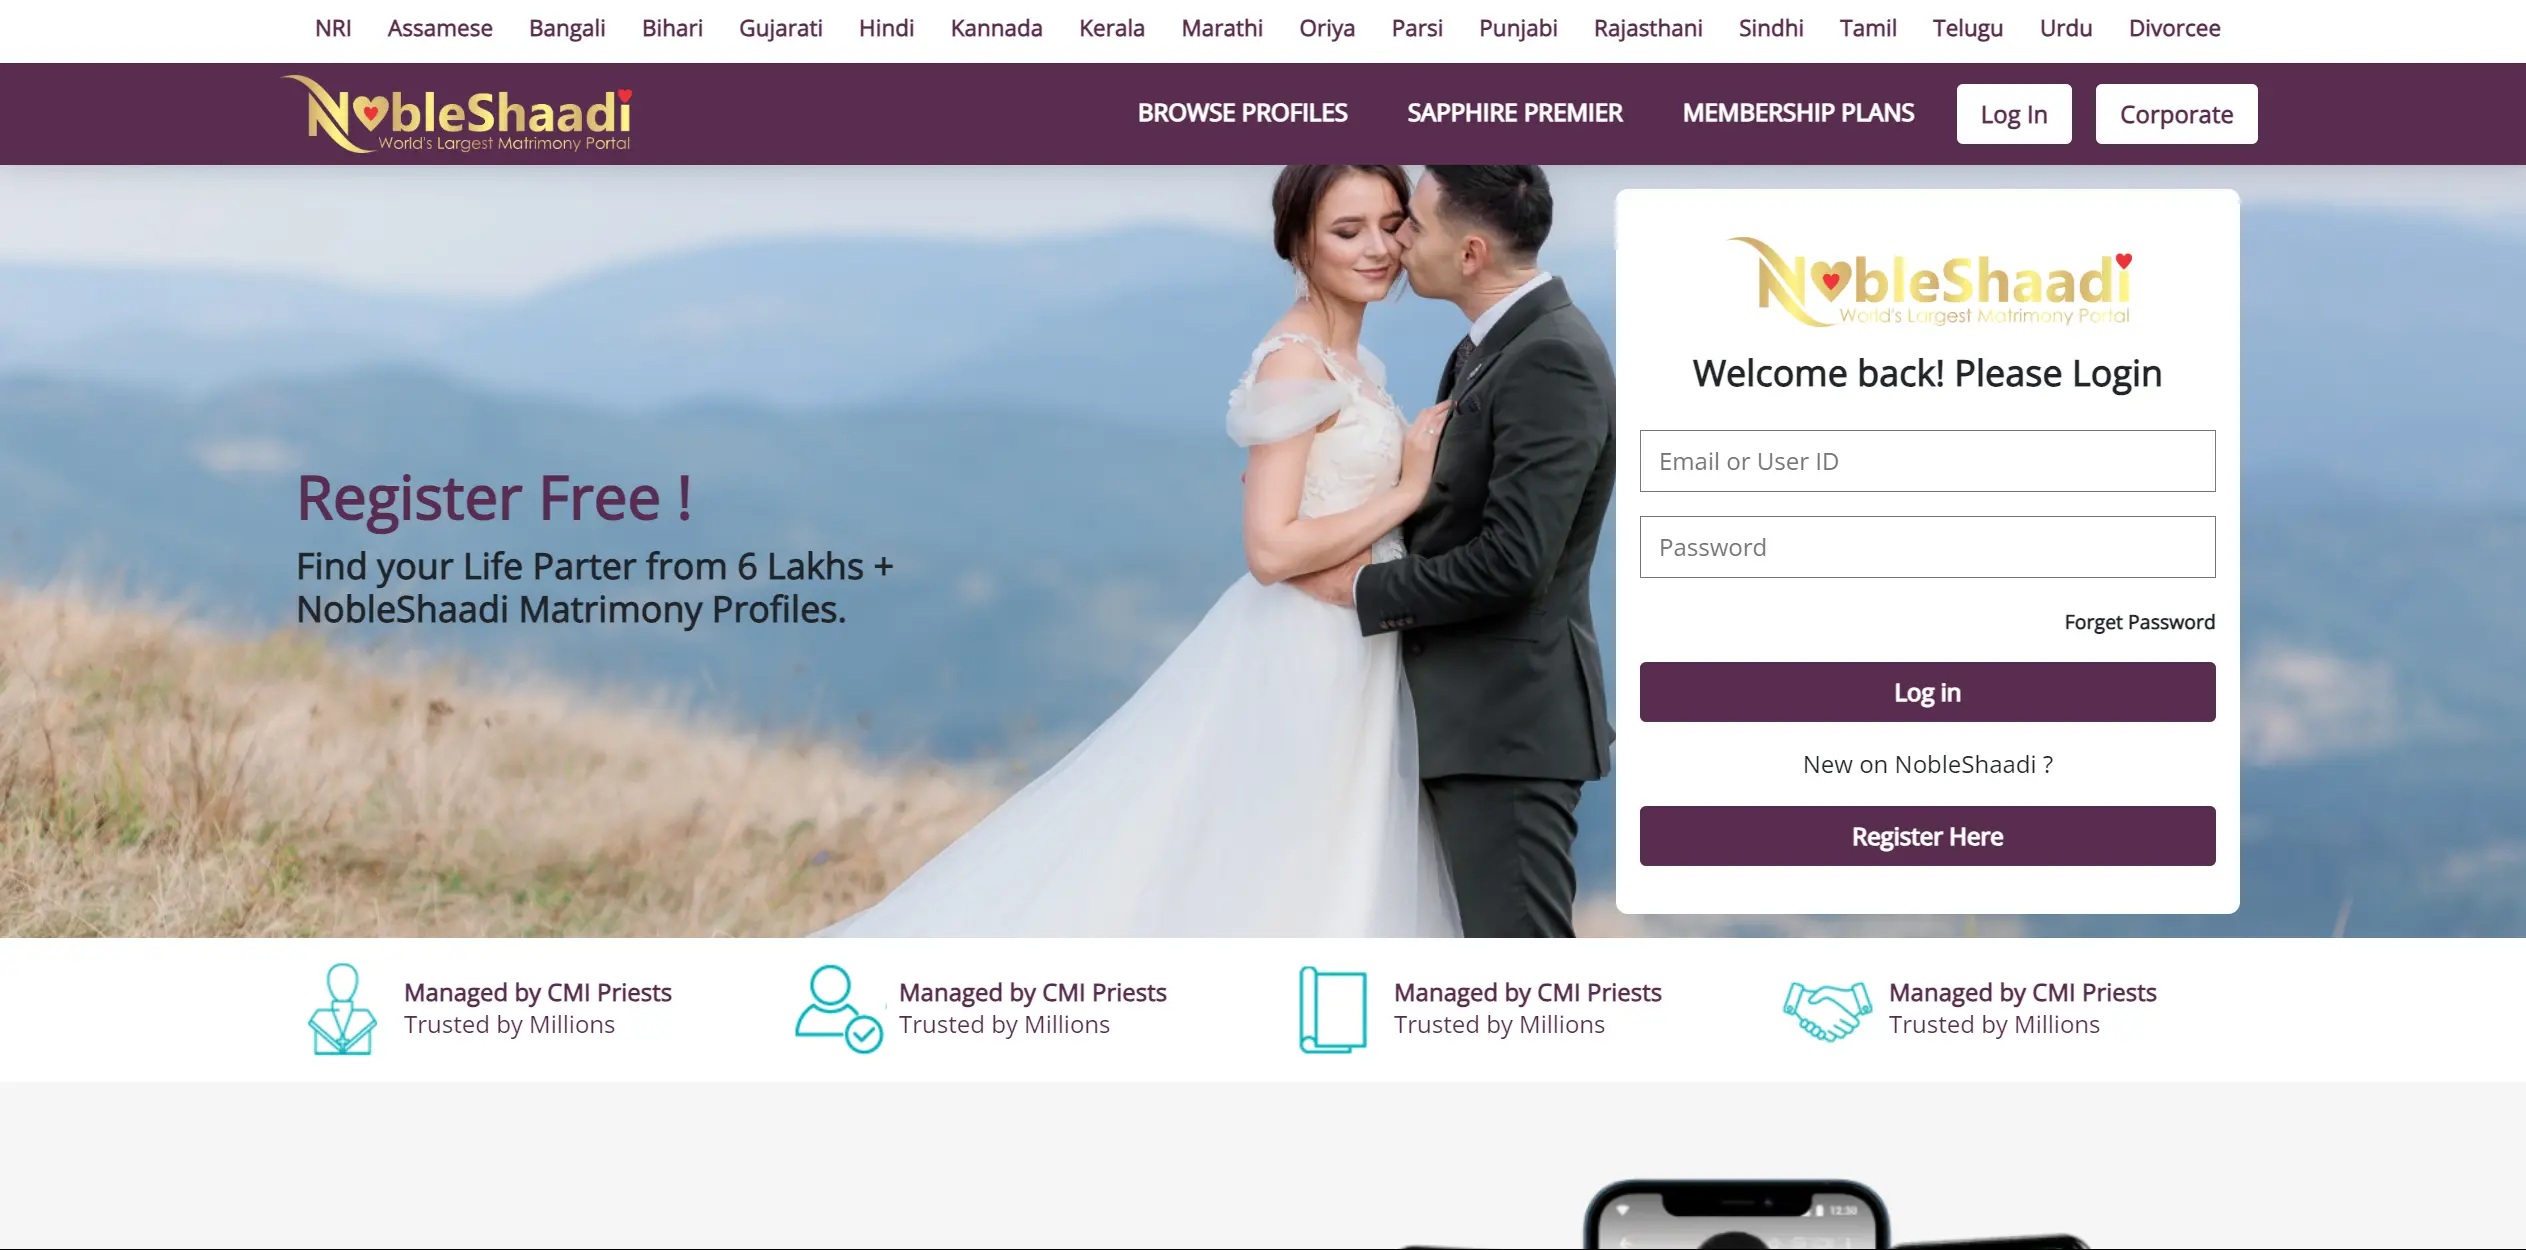 NRI Assamese Bangali Bihari Gujarati Hindi Kannada Kerala Marathi Oriya Parsi Punjabi Rajasthani Sindhi Tamil Telugu Urdu Divorcee
NobleShaadi
World's Largest Matrimony Portal
BROWSE PROFILES SAPPHIRE PREMIER MEMBERSHIP PLANS Log In Corporate
Register Free !
Find your Life Parter from 6 Lakhs +
NobleShaadi Matrimony Profiles.
NobleShaadi
World's Largest Matrimony Portal
Welcome back! Please Login
Email or User ID
Password
Forget Password
Log in
New on NobleShaadi ?
Register Here
Managed by CMI Priests
Trusted by Millions
Managed by CMI Priests
Trusted by Millions
Managed by CMI Priests
Trusted by Millions
Managed by CMI Priests
Trusted by Millions
12:30